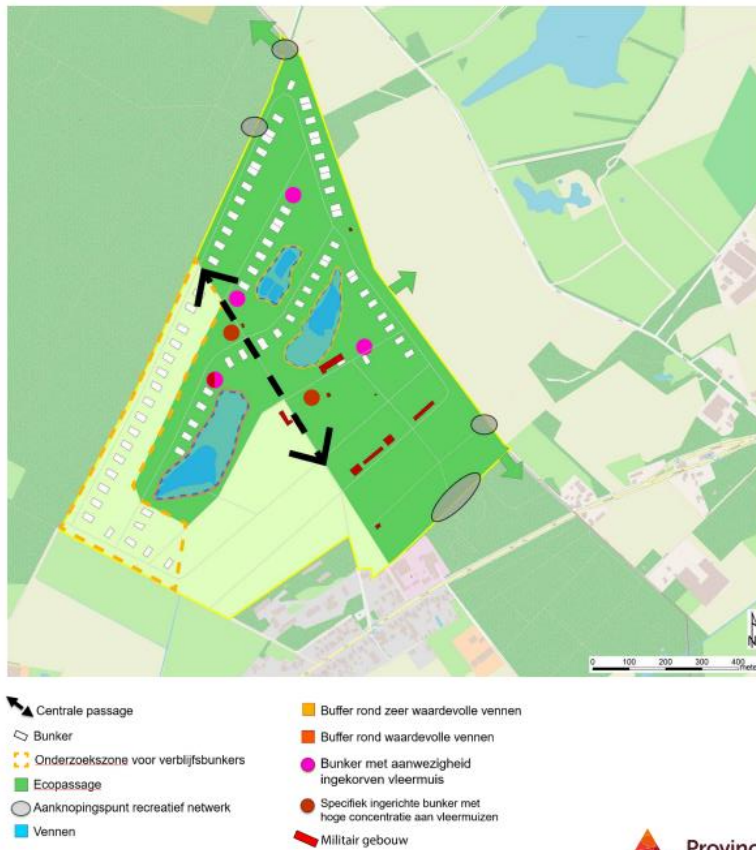 N
0 100 200 300 400
Centrale passage
Bunker
Onderzoekszone voor verblijfsbunkers
Ecopassage
Aanknopingspunt recreatief netwerk
Vennen
Buffer rond zeer waardevolle vennen
Buffer rond waardevolle vennen
Bunker met aanwezigheid
ingekorven vleermuis
Specifiek ingerichte bunker met
hoge concentratie aan vleermuizen
Militair gebouw